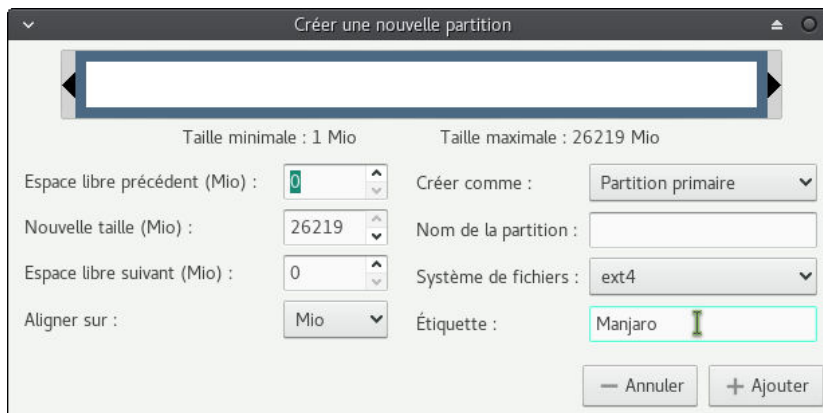 Créer une nouvelle partition
Taille minimale : 1 Mio
Taille maximale : 26219 Mio
Espace libre précédent (Mio) :
0
Créer comme :
Partition primaire
Nouvelle taille (Mio) :
26219
Nom de la partition :
Espace libre suivant (Mio) :
0
Système de fichiers :
ext4
Aligner sur :
Mio
Étiquette :
Manjaro
Annuler
Ajouter